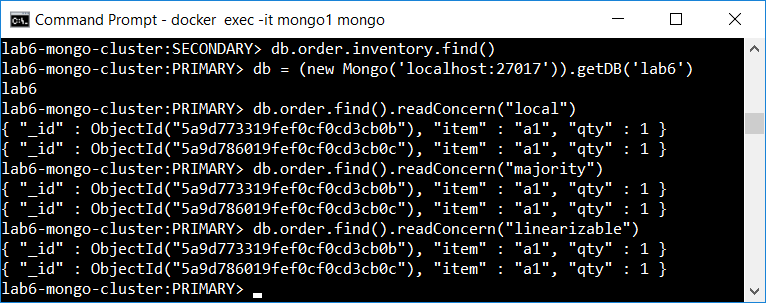 Command Prompt - docker  exec -it mongo1 mongo
lab6-mongo-cluster:SECONDARY> db.order.inventory.find()
lab6-mongo-cluster:PRIMARY> db = (new Mongo('localhost:27017')).getDB('lab6')
lab6
lab6-mongo-cluster:PRIMARY> db.order.find().readConcern("local")
{ "_id" : ObjectId("5a9d773319fef0cf0cd3cb0b"), "item" : "a1", "qty" : 1 }
{ "_id" : ObjectId("5a9d786019fef0cf0cd3cb0c"), "item" : "a1", "qty" : 1 }
lab6-mongo-cluster:PRIMARY> db.order.find().readConcern("majority")
{ "_id" : ObjectId("5a9d773319fef0cf0cd3cb0b"), "item" : "a1", "qty" : 1 }
{ "_id" : ObjectId("5a9d786019fef0cf0cd3cb0c"), "item" : "a1", "qty" : 1 }
lab6-mongo-cluster:PRIMARY> db.order.find().readConcern("linearizable")
{ "_id" : ObjectId("5a9d773319fef0cf0cd3cb0b"), "item" : "a1", "qty" : 1 }
{ "_id" : ObjectId("5a9d786019fef0cf0cd3cb0c"), "item" : "a1", "qty" : 1 }
lab6-mongo-cluster:PRIMARY>